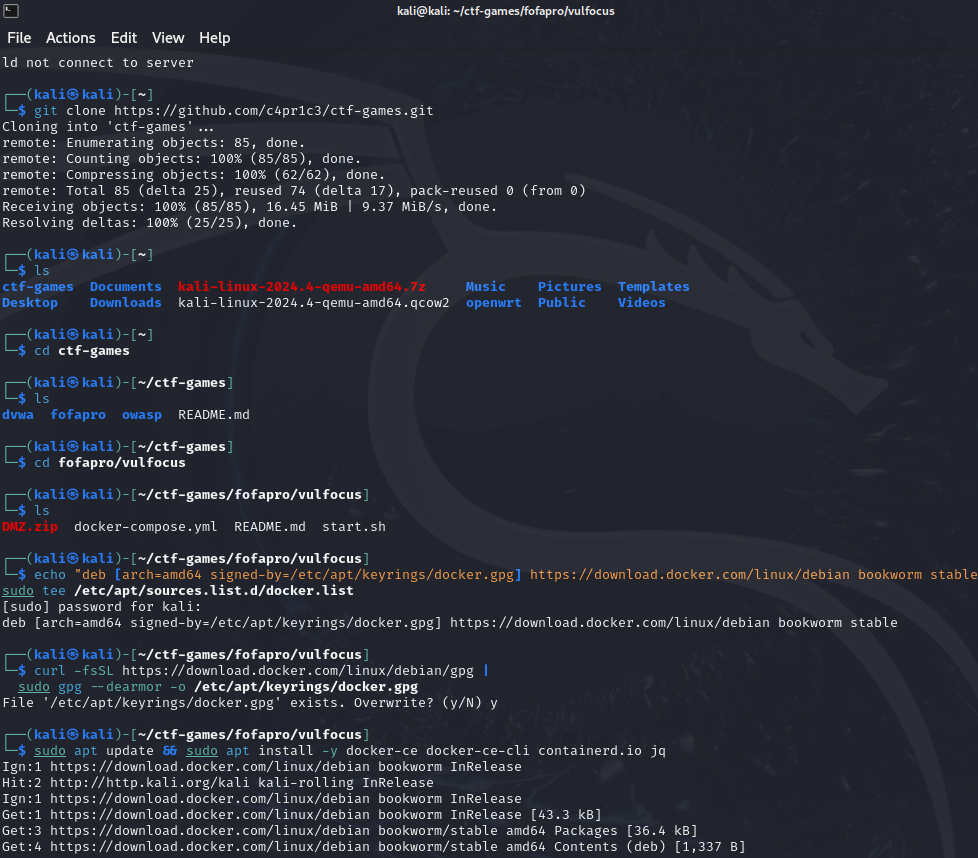 kali@kali: ~/ctf-games/fofapro/vulfocus
File Actions Edit View Help
ld not connect to server
┌──(kali㉿kali)-[~]
└─$ git clone https://github.com/c4pr1c3/ctf-games.git
Cloning into 'ctf-games'...
remote: Enumerating objects: 85, done.
remote: Counting objects: 100% (85/85), done.
remote: Compressing objects: 100% (62/62), done.
remote: Total 85 (delta 25), reused 74 (delta 17), pack-reused 0 (from 0)
Receiving objects: 100% (85/85), 16.45 MiB | 9.37 MiB/s, done.
Resolving deltas: 100% (25/25), done.
┌──(kali㉿kali)-[~]
└─$ ls
ctf-games Documents kali-linux-2024.4-qemu-amd64.7z Music Pictures Templates
Desktop Downloads kali-linux-2024.4-qemu-amd64.qcow2 openwrt Public Videos
┌──(kali㉿kali)-[~]
└─$ cd ctf-games
┌──(kali㉿kali)-[~/ctf-games]
└─$ ls
dvwa fofapro owasp README.md
┌──(kali㉿kali)-[~/ctf-games]
└─$ cd fofapro/vulfocus
┌──(kali㉿kali)-[~/ctf-games/fofapro/vulfocus]
└─$ ls
DMZ.zip docker-compose.yml README.md start.sh
┌──(kali㉿kali)-[~/ctf-games/fofapro/vulfocus]
└─$ echo "deb [arch=amd64 signed-by=/etc/apt/keyrings/docker.gpg] https://download.docker.com/linux/debian bookworm stable
sudo tee /etc/apt/sources.list.d/docker.list
[sudo] password for kali:
deb [arch=amd64 signed-by=/etc/apt/keyrings/docker.gpg] https://download.docker.com/linux/debian bookworm stable
┌──(kali㉿kali)-[~/ctf-games/fofapro/vulfocus]
└─$ curl -fsSL https://download.docker.com/linux/debian/gpg |
sudo gpg --dearmor -o /etc/apt/keyrings/docker.gpg
File '/etc/apt/keyrings/docker.gpg' exists. Overwrite? (y/N) y
┌──(kali㉿kali)-[~/ctf-games/fofapro/vulfocus]
└─$ sudo apt update && sudo apt install -y docker-ce docker-ce-cli containerd.io jq
Ign:1 https://download.docker.com/linux/debian bookworm InRelease
Hit:2 http://http.kali.org/kali kali-rolling InRelease
Ign:1 https://download.docker.com/linux/debian bookworm InRelease
Get:1 https://download.docker.com/linux/debian bookworm InRelease [43.3 kB]
Get:3 https://download.docker.com/linux/debian bookworm/stable amd64 Packages [36.4 kB]
Get:4 https://download.docker.com/linux/debian bookworm/stable amd64 Contents (deb) [1,337 B]